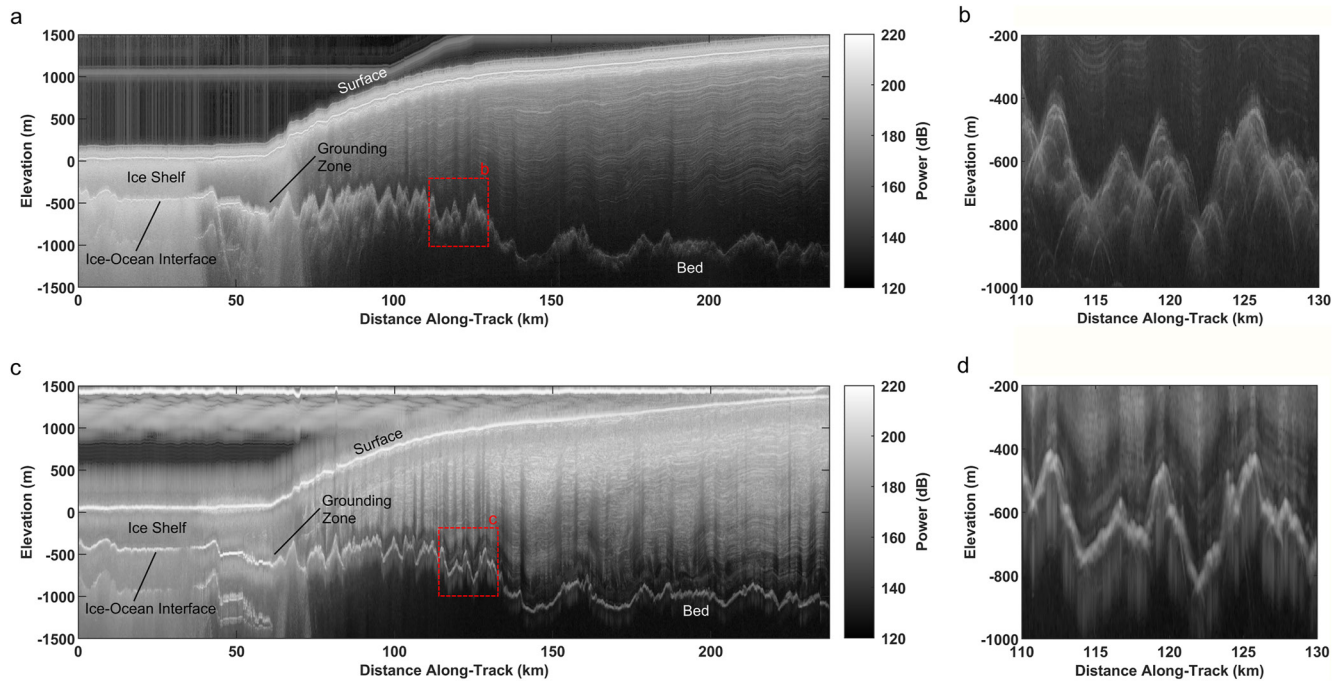 a
1500
1000
500
0
-500
-1000
-1500
Elevation (m)
Surface
Grounding
Zone
Ice Shelf
Ice-Ocean Interface
b
Bed
0
50
100
150
200
Distance Along-Track (km)
220
200
180
160
140
120
Power (dB)
b
-200
-400
-600
-800
-1000
Elevation (m)
110
115
120
125
130
Distance Along-Track (km)
c
1500
1000
500
0
-500
-1000
-1500
Elevation (m)
Surface
Grounding
Zone
Ice Shelf
Ice-Ocean Interface
c
Bed
0
50
100
150
200
Distance Along-Track (km)
220
200
180
160
140
120
Power (dB)
d
-200
-400
-600
-800
-1000
Elevation (m)
110
115
120
125
130
Distance Along-Track (km)